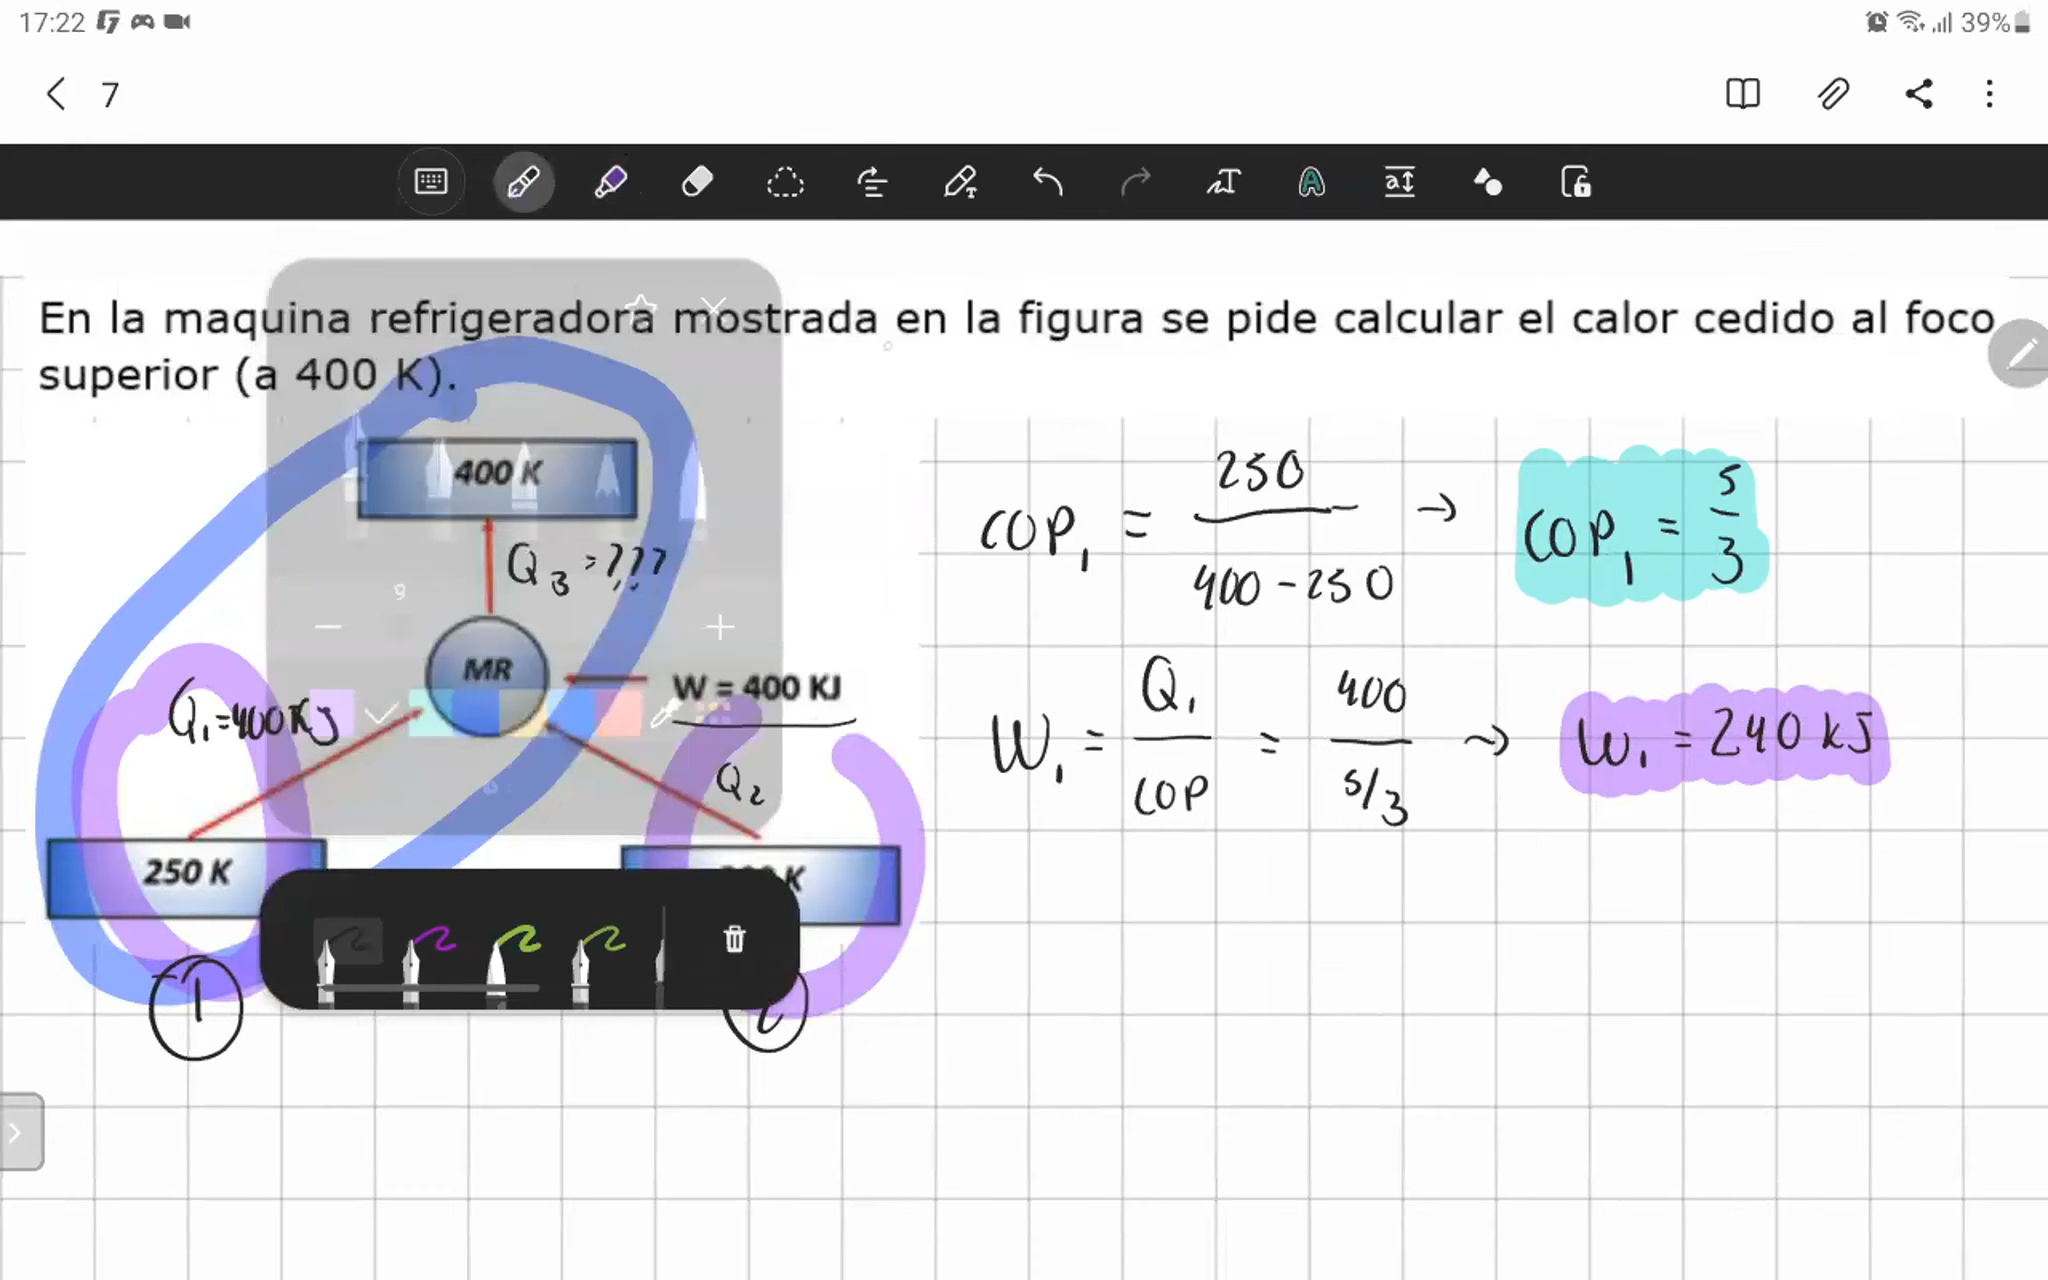 17:22 39%
7
En la maquina refrigeradora mostrada en la figura se pide calcular el calor cedido al foco
superior (a 400 K).
400 K
Q3 = ???
9
MR
W = 400 KJ
Q1 = 400 KJ
Q2
250 K
K
1
2
COP1 = 250 / 400 - 250 → COP1 = 5/3
W1 = Q1 / COP = 400 / 5/3 → W1 = 240 kJ